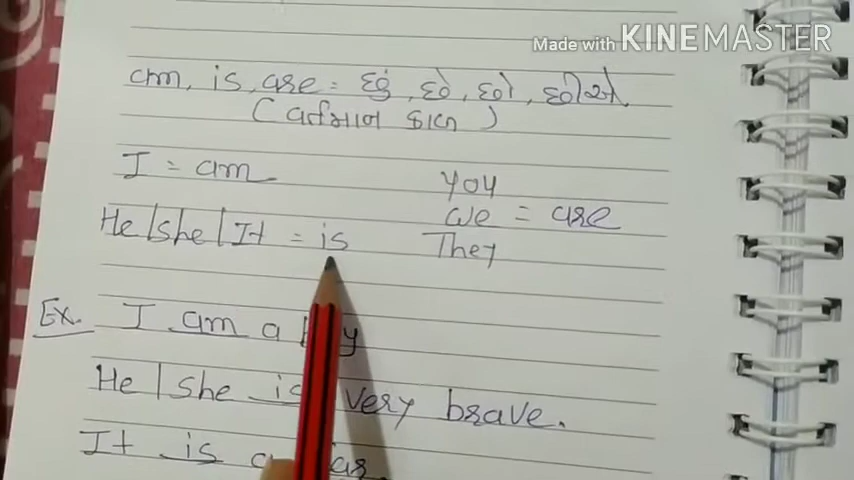 Made with KINEMASTER
am, is, are = છું, છે, છો, છીએ
(વર્તમાન કાળ)
I = am
you
we = are
They
He/she/It = is
Ex. I am a
He/she is very brave.
It is a